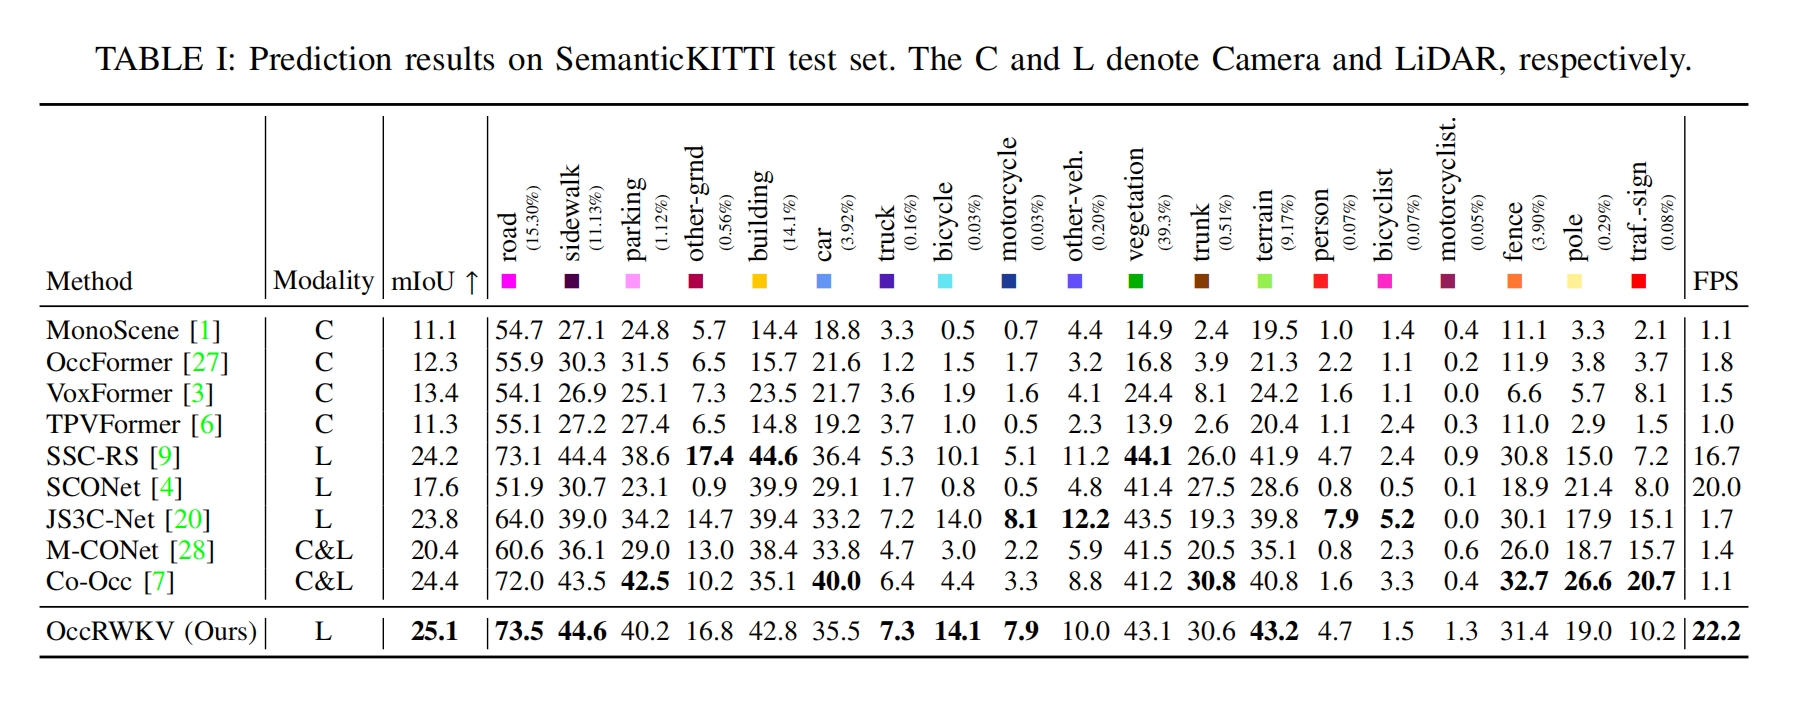 TABLE I: Prediction results on SemanticKITTI test set. The C and L denote Camera and LiDAR, respectively.
Method Modality mIoU ↑ road (15.30%) sidewalk (11.13%) parking (1.12%) other-grnd (0.56%) building (14.1%) car (3.92%) truck (0.16%) bicycle (0.03%) motorcycle (0.03%) other-veh. (0.20%) vegetation (39.3%) trunk (0.51%) terrain (9.17%) person (0.07%) bicyclist (0.07%) motorcyclist. (0.05%) fence (3.90%) pole (0.29%) traf.-sign (0.08%) FPS
MonoScene [1] C 11.1 54.7 27.1 24.8 5.7 14.4 18.8 3.3 0.5 0.7 4.4 14.9 2.4 19.5 1.0 1.4 0.4 11.1 3.3 2.1 1.1
OccFormer [27] C 12.3 55.9 30.3 31.5 6.5 15.7 21.6 1.2 1.5 1.7 3.2 16.8 3.9 21.3 2.2 1.1 0.2 11.9 3.8 3.7 1.8
VoxFormer [3] C 13.4 54.1 26.9 25.1 7.3 23.5 21.7 3.6 1.9 1.6 4.1 24.4 8.1 24.2 1.6 1.1 0.0 6.6 5.7 8.1 1.5
TPVFormer [6] C 11.3 55.1 27.2 27.4 6.5 14.8 19.2 3.7 1.0 0.5 2.3 13.9 2.6 20.4 1.1 2.4 0.3 11.0 2.9 1.5 1.0
SSC-RS [9] L 24.2 73.1 44.4 38.6 17.4 44.6 36.4 5.3 10.1 5.1 11.2 44.1 26.0 41.9 4.7 2.4 0.9 30.8 15.0 7.2 16.7
SCONet [4] L 17.6 51.9 30.7 23.1 0.9 39.9 29.1 1.7 0.8 0.5 4.8 41.4 27.5 28.6 0.8 0.5 0.1 18.9 21.4 8.0 20.0
JS3C-Net [20] L 23.8 64.0 39.0 34.2 14.7 39.4 33.2 7.2 14.0 8.1 12.2 43.5 19.3 39.8 7.9 5.2 0.0 30.1 17.9 15.1 1.7
M-CONet [28] C&L 20.4 60.6 36.1 29.0 13.0 38.4 33.8 4.7 3.0 2.2 5.9 41.5 20.5 35.1 0.8 2.3 0.6 26.0 18.7 15.7 1.4
Co-Occ [7] C&L 24.4 72.0 43.5 42.5 10.2 35.1 40.0 6.4 4.4 3.3 8.8 41.2 30.8 40.8 1.6 3.3 0.4 32.7 26.6 20.7 1.1
OccRWKV (Ours) L 25.1 73.5 44.6 40.2 16.8 42.8 35.5 7.3 14.1 7.9 10.0 43.1 30.6 43.2 4.7 1.5 1.3 31.4 19.0 10.2 22.2